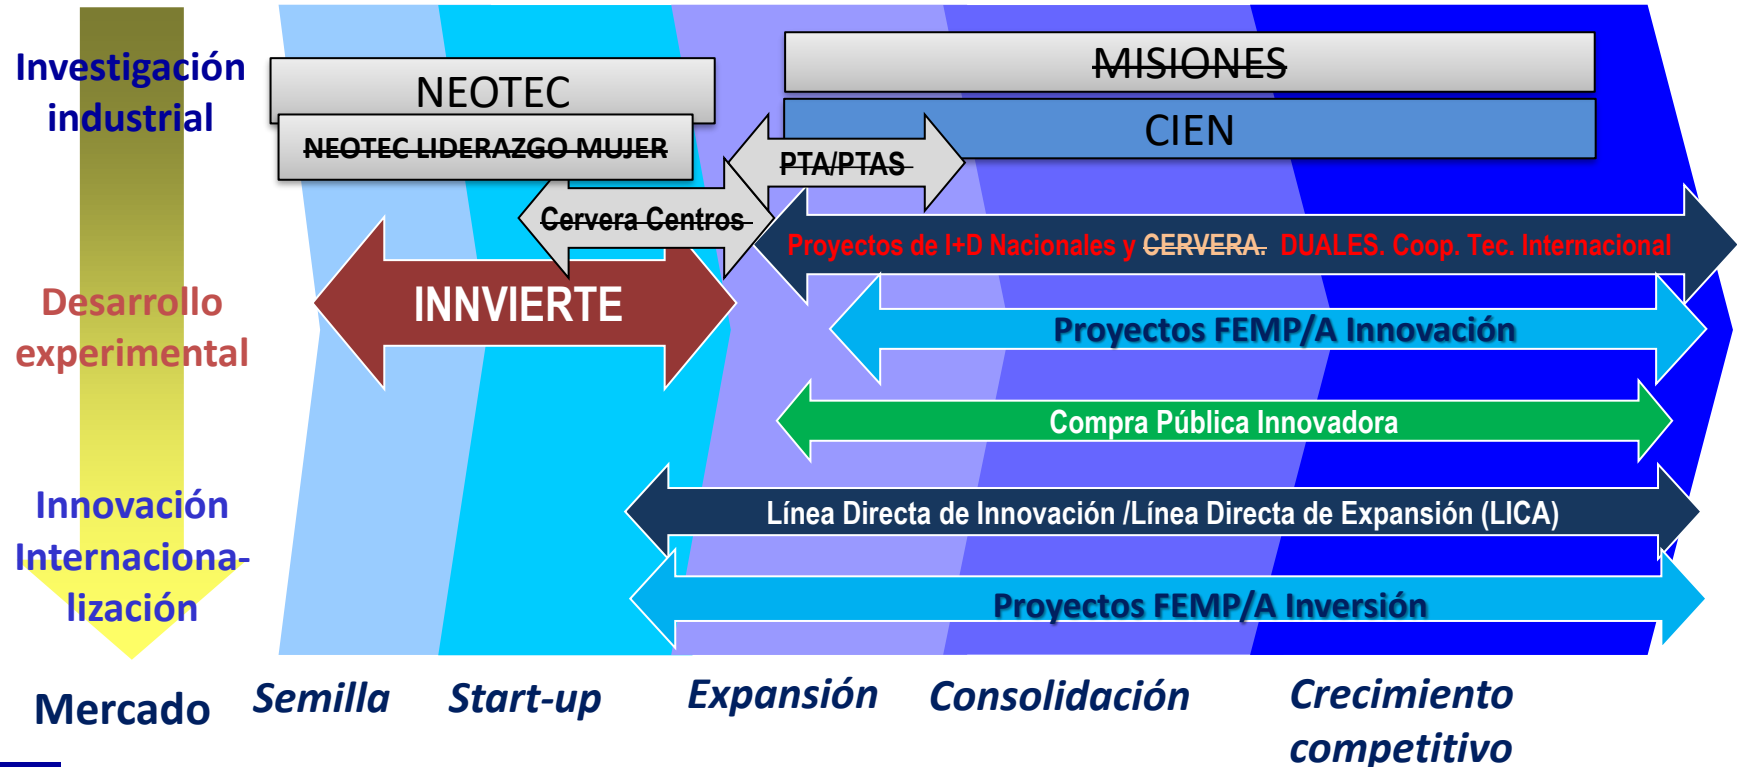 Investigación
industrial
Desarrollo
experimental
Innovación
Internaciona-
lización
Mercado
MISIONES
NEOTEC
CIEN
NEOTEC LIDERAZGO MUJER
PTA/PTAS
Cervera Centros
Proyectos de I+D Nacionales y CERVERA. DUALES. Coop. Tec. Internacional
INNVIERTE
Proyectos FEMP/A Innovación
Compra Pública Innovadora
Línea Directa de Innovación /Línea Directa de Expansión (LICA)
Proyectos FEMP/A Inversión
Semilla
Start-up
Expansión
Consolidación
Crecimiento
competitivo